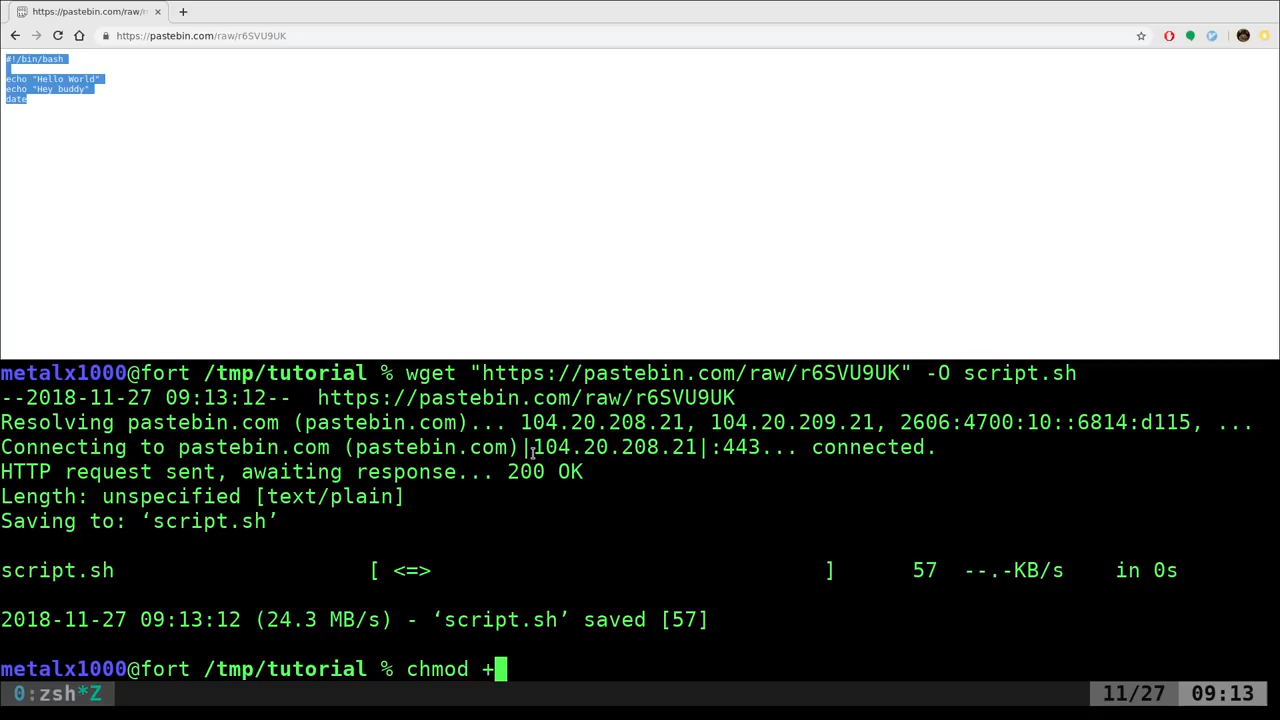 https://pastebin.com/raw/r
https://pastebin.com/raw/r6SVU9UK
#!/bin/bash
echo "Hello World"
echo "Hey buddy"
date
metalx1000@fort /tmp/tutorial % wget "https://pastebin.com/raw/r6SVU9UK" -O script.sh
--2018-11-27 09:13:12--  https://pastebin.com/raw/r6SVU9UK
Resolving pastebin.com (pastebin.com)... 104.20.208.21, 104.20.209.21, 2606:4700:10::6814:d115, ...
Connecting to pastebin.com (pastebin.com)|104.20.208.21|:443... connected.
HTTP request sent, awaiting response... 200 OK
Length: unspecified [text/plain]
Saving to: ‘script.sh’
script.sh [ <=> ] 57 --.-KB/s in 0s
2018-11-27 09:13:12 (24.3 MB/s) - ‘script.sh’ saved [57]
metalx1000@fort /tmp/tutorial % chmod +
0:zsh*Z 11/27 09:13